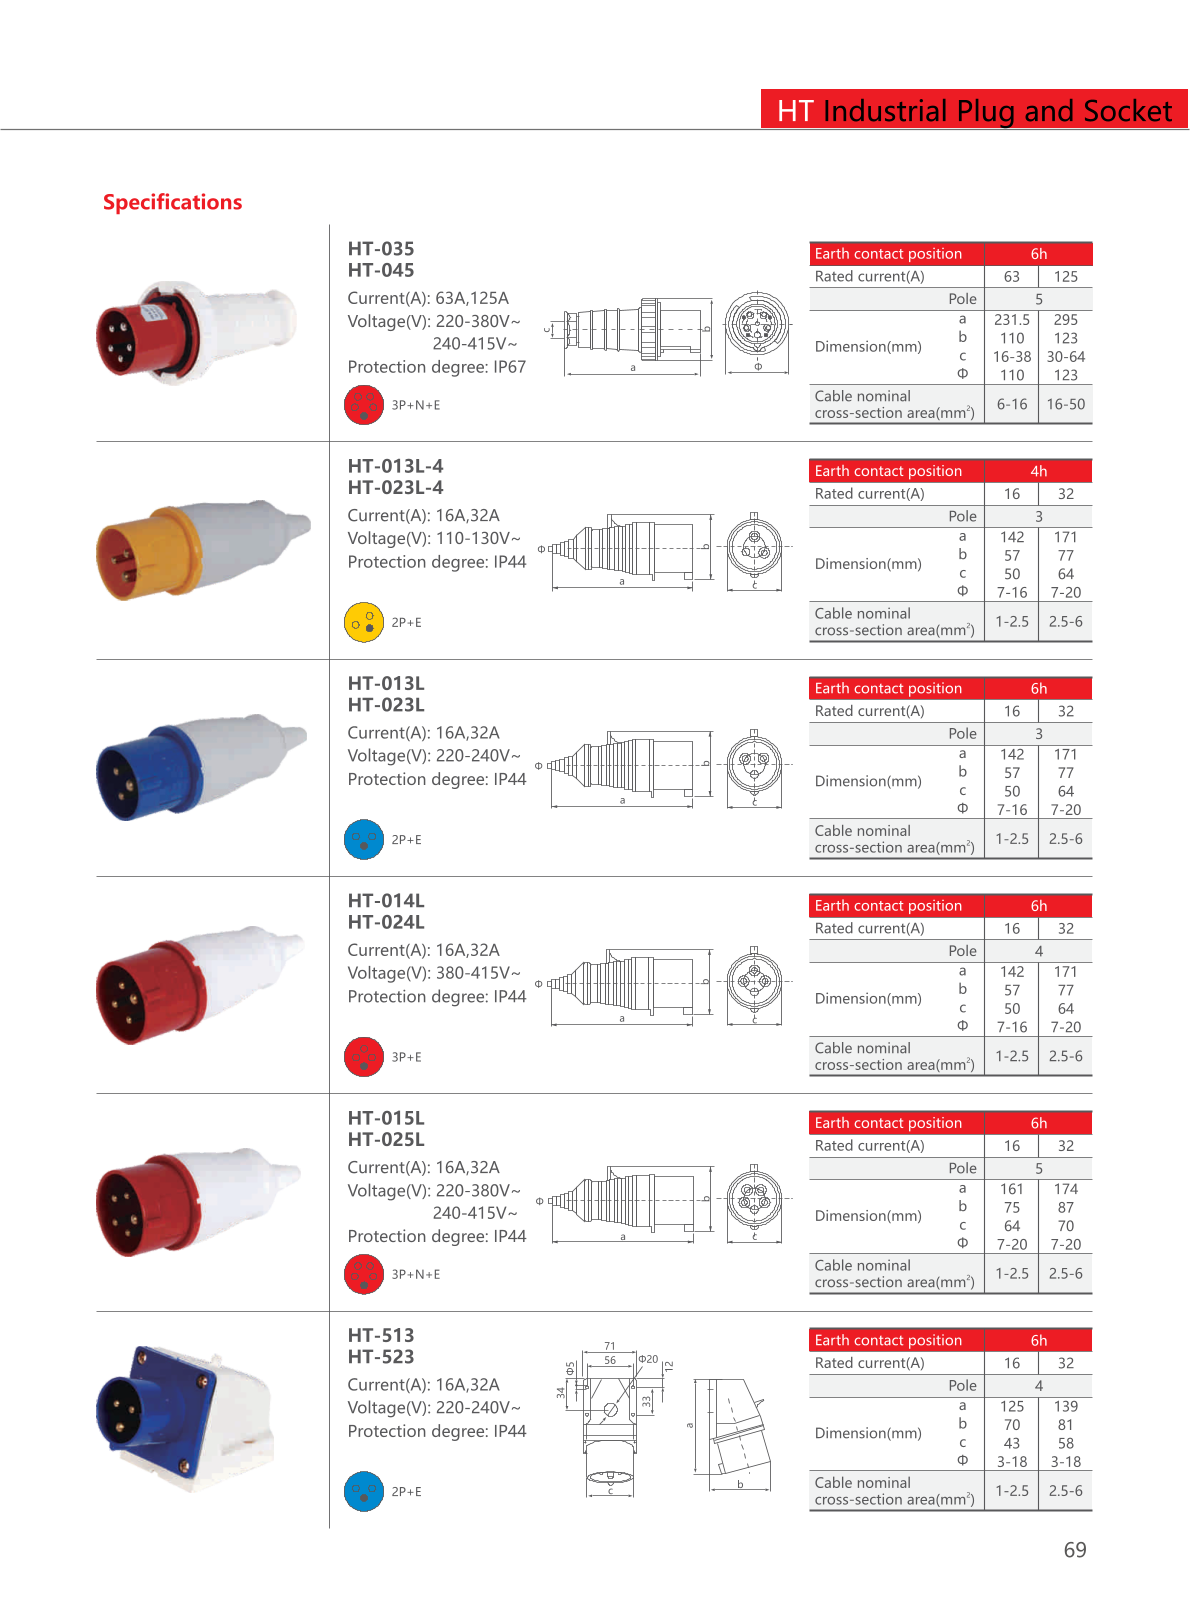 HT Industrial Plug and Socket
Specifications
HT-035
HT-045
Current(A): 63A,125A
Voltage(V): 220-380V~
240-415V~
Protection degree: IP67
3P+N+E
c
a
b
Φ
Earth contact position 6h
Rated current(A) 63 125
Pole 5
Dimension(mm)
a 231.5 295
b 110 123
c 16-38 30-64
Φ 110 123
Cable nominal
cross-section area(mm²) 6-16 16-50
HT-013L-4
HT-023L-4
Current(A): 16A,32A
Voltage(V): 110-130V~
Protection degree: IP44
2P+E
Φ
a
b
c
Earth contact position 4h
Rated current(A) 16 32
Pole 3
Dimension(mm)
a 142 171
b 57 77
c 50 64
Φ 7-16 7-20
Cable nominal
cross-section area(mm²) 1-2.5 2.5-6
HT-013L
HT-023L
Current(A): 16A,32A
Voltage(V): 220-240V~
Protection degree: IP44
2P+E
Φ
a
b
c
Earth contact position 6h
Rated current(A) 16 32
Pole 3
Dimension(mm)
a 142 171
b 57 77
c 50 64
Φ 7-16 7-20
Cable nominal
cross-section area(mm²) 1-2.5 2.5-6
HT-014L
HT-024L
Current(A): 16A,32A
Voltage(V): 380-415V~
Protection degree: IP44
3P+E
Φ
a
b
c
Earth contact position 6h
Rated current(A) 16 32
Pole 4
Dimension(mm)
a 142 171
b 57 77
c 50 64
Φ 7-16 7-20
Cable nominal
cross-section area(mm²) 1-2.5 2.5-6
HT-015L
HT-025L
Current(A): 16A,32A
Voltage(V): 220-380V~
240-415V~
Protection degree: IP44
3P+N+E
Φ
a
b
c
Earth contact position 6h
Rated current(A) 16 32
Pole 5
Dimension(mm)
a 161 174
b 75 87
c 64 70
Φ 7-20 7-20
Cable nominal
cross-section area(mm²) 1-2.5 2.5-6
HT-513
HT-523
Current(A): 16A,32A
Voltage(V): 220-240V~
Protection degree: IP44
2P+E
71
56
Φ20
Φ5
12
34
33
c
a
b
Earth contact position 6h
Rated current(A) 16 32
Pole 4
Dimension(mm)
a 125 139
b 70 81
c 43 58
Φ 3-18 3-18
Cable nominal
cross-section area(mm²) 1-2.5 2.5-6
69